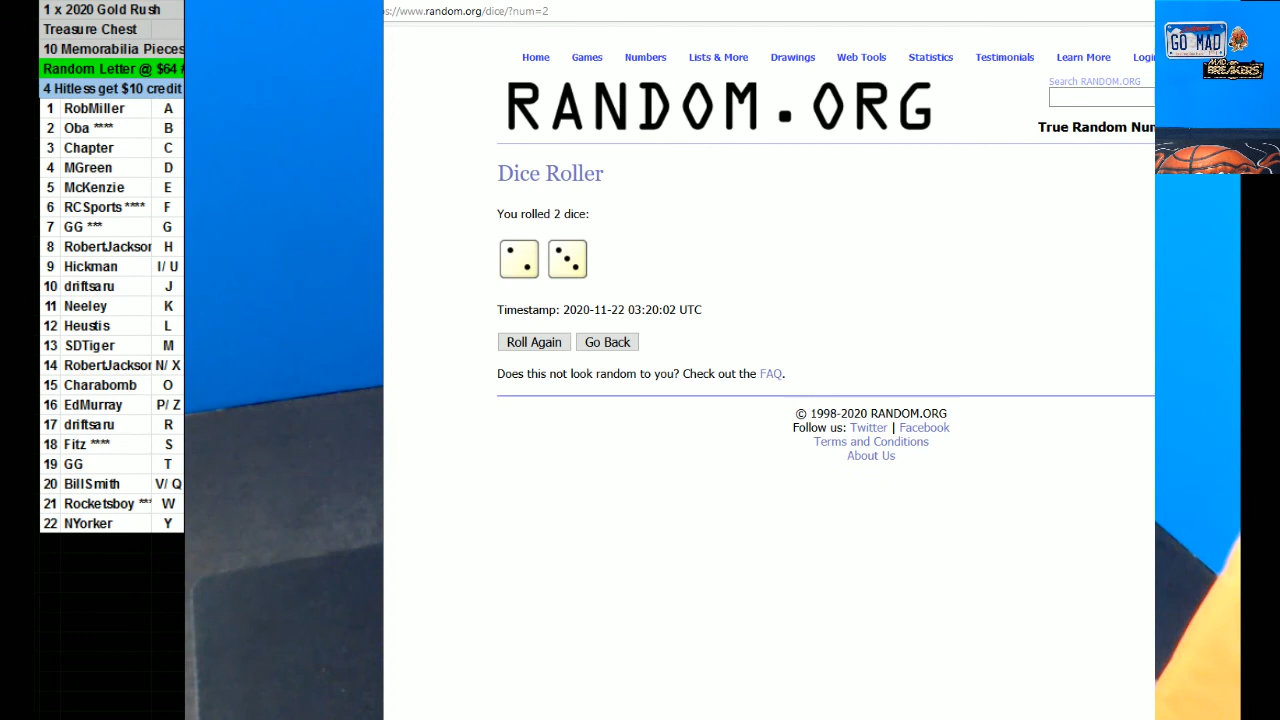 1 x 2020 Gold Rush
Treasure Chest
10 Memorabilia Pieces
Random Letter @ $64 #
4 Hitless get $10 credit
1 RobMiller A
2 Oba **** B
3 Chapter C
4 MGreen D
5 McKenzie E
6 RCSports **** F
7 GG *** G
8 RobertJackson H
9 Hickman I/ U
10 driftsaru J
11 Neeley K
12 Heustis L
13 SDTiger M
14 RobertJackson N/ X
15 Charabomb O
16 EdMurray P/ Z
17 driftsaru R
18 Fitz **** S
19 GG T
20 BillSmith V/ Q
21 Rocketsboy *** W
22 NYorker Y
s://www.random.org/dice/?num=2
Home Games Numbers Lists & More Drawings Web Tools Statistics Testimonials Learn More Login
Search RANDOM.ORG
RANDOM.ORG
True Random Num
Dice Roller
You rolled 2 dice:
Timestamp: 2020-11-22 03:20:02 UTC
Roll Again Go Back
Does this not look random to you? Check out the FAQ.
© 1998-2020 RANDOM.ORG
Follow us: Twitter | Facebook
Terms and Conditions
About Us
GO MAD
MAD BREAKERS